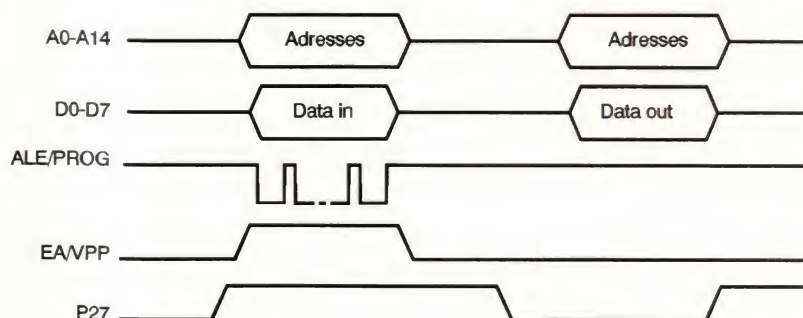 A0-A14 Adresses Adresses
D0-D7 Data in Data out
ALE/PROG
EA/VPP
P27